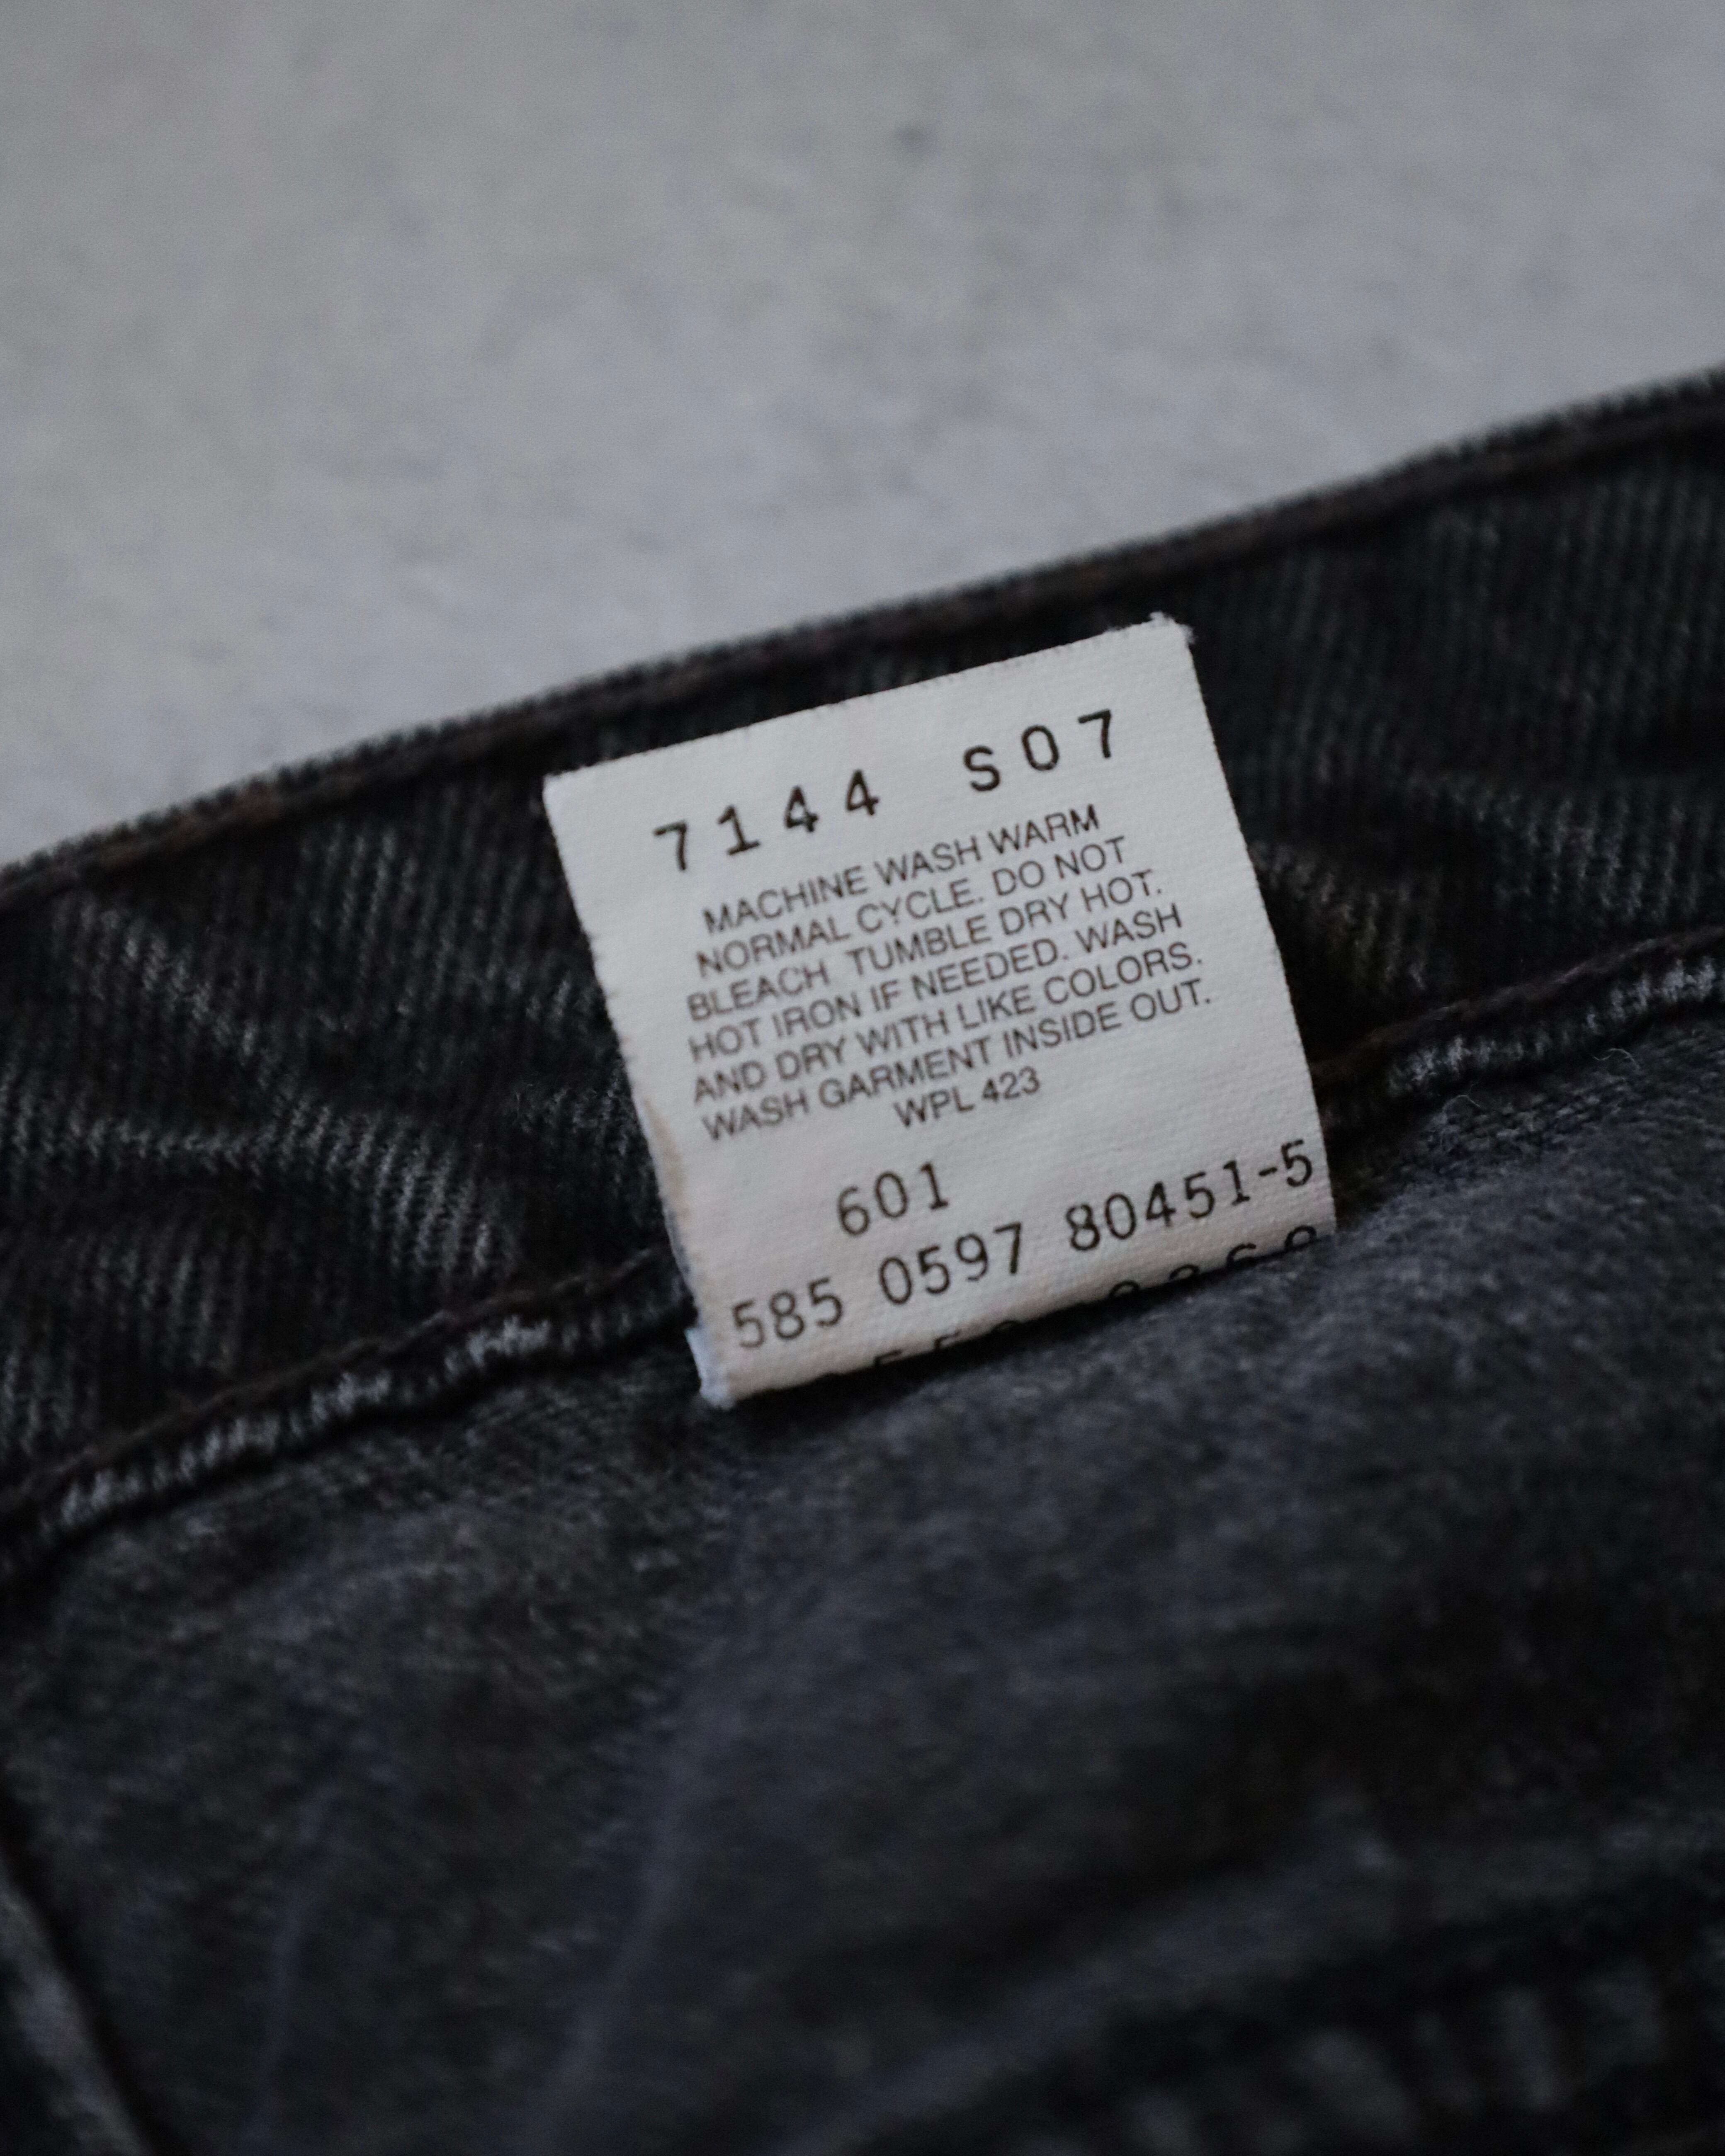 7144 S07
MACHINE WASH WARM
NORMAL CYCLE. DO NOT
BLEACH TUMBLE DRY HOT.
HOT IRON IF NEEDED. WASH
AND DRY WITH LIKE COLORS.
WASH GARMENT INSIDE OUT.
WPL 423
601
585 0597 80451-5